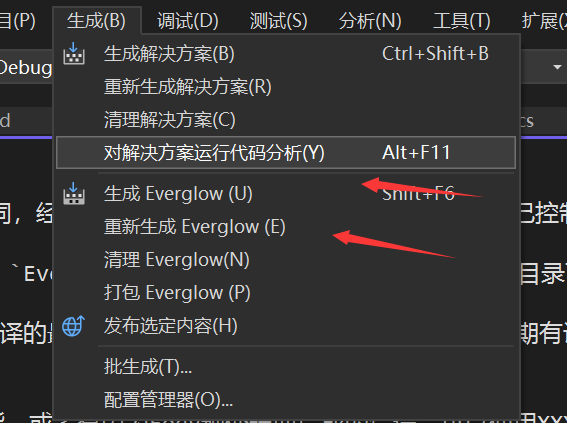 目(P) 生成(B) 调试(D) 测试(S) 分析(N) 工具(T) 扩展(X
Debug
生成解决方案(B) Ctrl+Shift+B
重新生成解决方案(R)
d 清理解决方案(C) cs
对解决方案运行代码分析(Y) Alt+F11
生成 Everglow (U) Shift+F6
同，经 重新生成 Everglow (E) 已控制
`Eve 清理 Everglow(N) 目录
打包 Everglow (P)
译的 发布选定内容(H) 期有
批生成(T)...
配置管理器(O)...